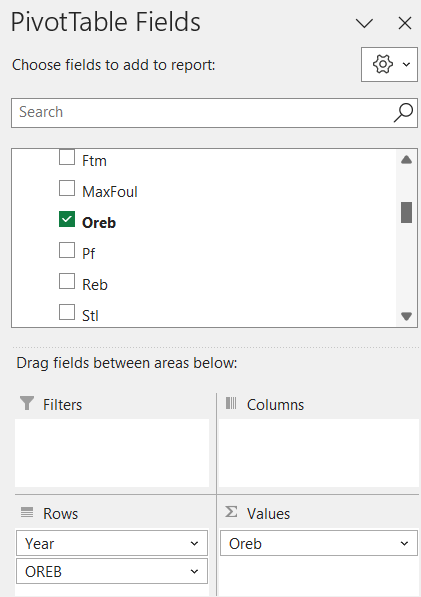 PivotTable Fields
Choose fields to add to report:
Search
Ftm
MaxFoul
Oreb
Pf
Reb
Stl
Drag fields between areas below:
Filters
Columns
Rows
Σ Values
Year
Oreb
OREB